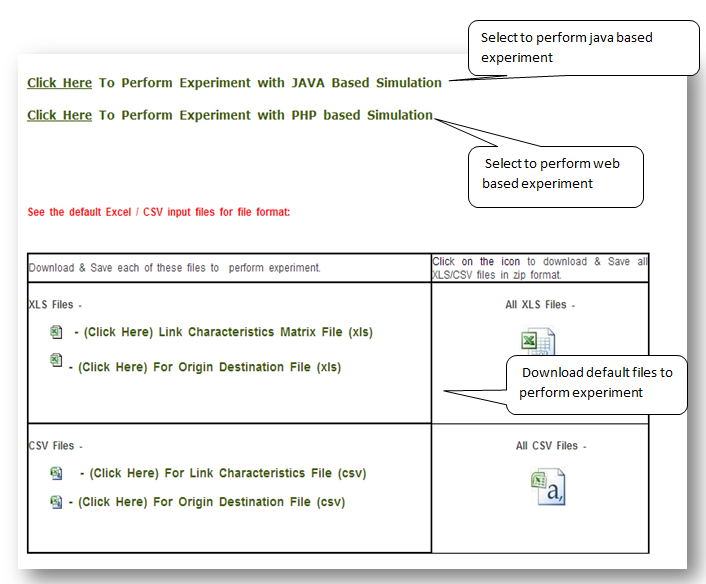 Select to perform java based
experiment
Click Here To Perform Experiment with JAVA Based Simulation
Click Here To Perform Experiment with PHP based Simulation
Select to perform web
based experiment
See the default Excel / CSV input files for file format:
Download & Save each of these files to perform experiment.
Click on the icon to download & Save all
XLS/CSV files in zip format.
XLS Files -
- (Click Here) Link Characteristics Matrix File (xls)
- (Click Here) For Origin Destination File (xls)
All XLS Files -
Download default files to
perform experiment
CSV Files -
- (Click Here) For Link Characteristics File (csv)
- (Click Here) For Origin Destination File (csv)
All CSV Files -
a,